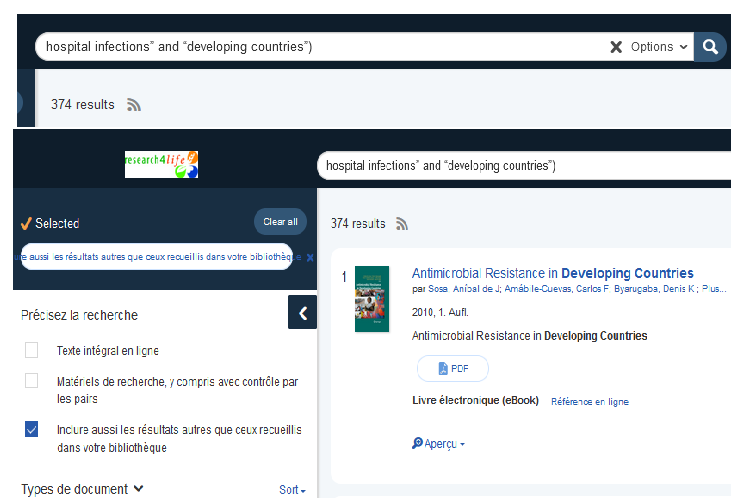 hospital infections” and “developing countries”)
Options
374 results
research4life
hospital infections” and “developing countries”)
Selected
Clear all
re aussi les résultats autres que ceux recueillis dans votre bibliothèque
374 results
1
Antimicrobial Resistance in Developing Countries
par Sosa, Aníbal de J; Amábile-Cuevas, Carlos F; Byarugaba, Denis K; Plus...
2010, 1. Aufl.
Antimicrobial Resistance in Developing Countries
PDF
Livre électronique (eBook) Référence en ligne
Aperçu
Précisez la recherche
Texte intégral en ligne
Matériels de recherche, y compris avec contrôle par
les pairs
Inclure aussi les résultats autres que ceux recueillis
dans votre bibliothèque
Types de document
Sort